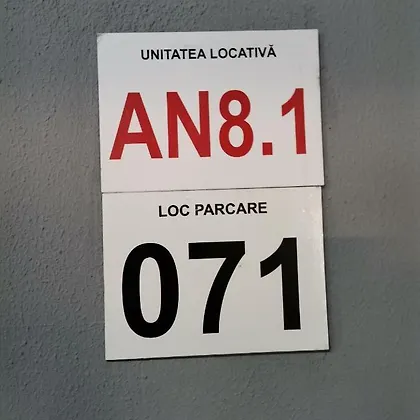 UNITATEA LOCATIVĂ
AN8.1
LOC PARCARE
071